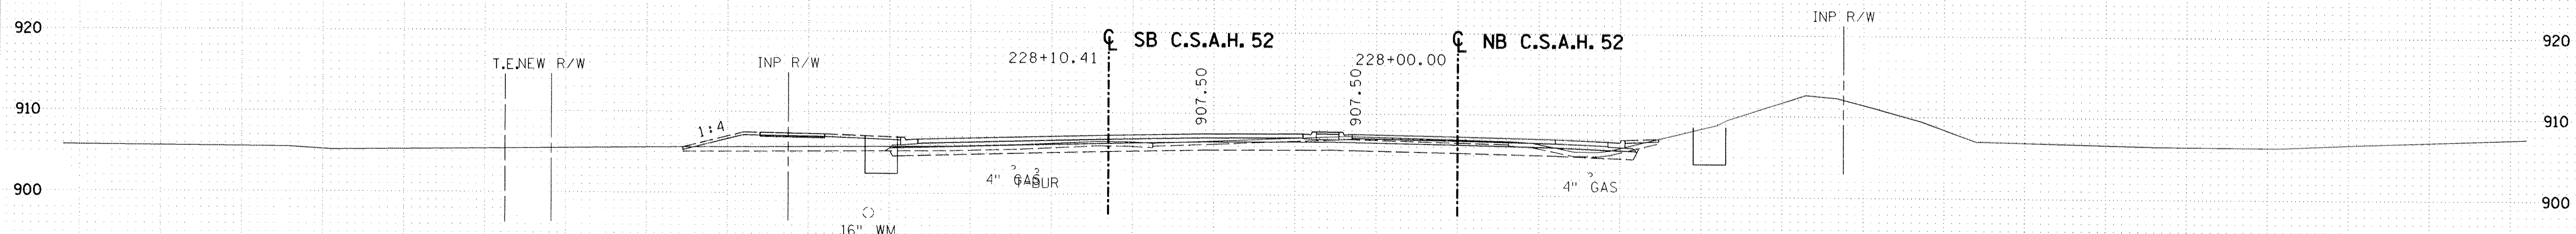 INP R/W
920
℄ SB C.S.A.H. 52
℄ NB C.S.A.H. 52
920
228+10.41
228+00.00
T.E.
NEW R/W
INP R/W
907.50
907.50
910
910
1:4
900
4" GAS
T-BUR
4" GAS
900
16" WM